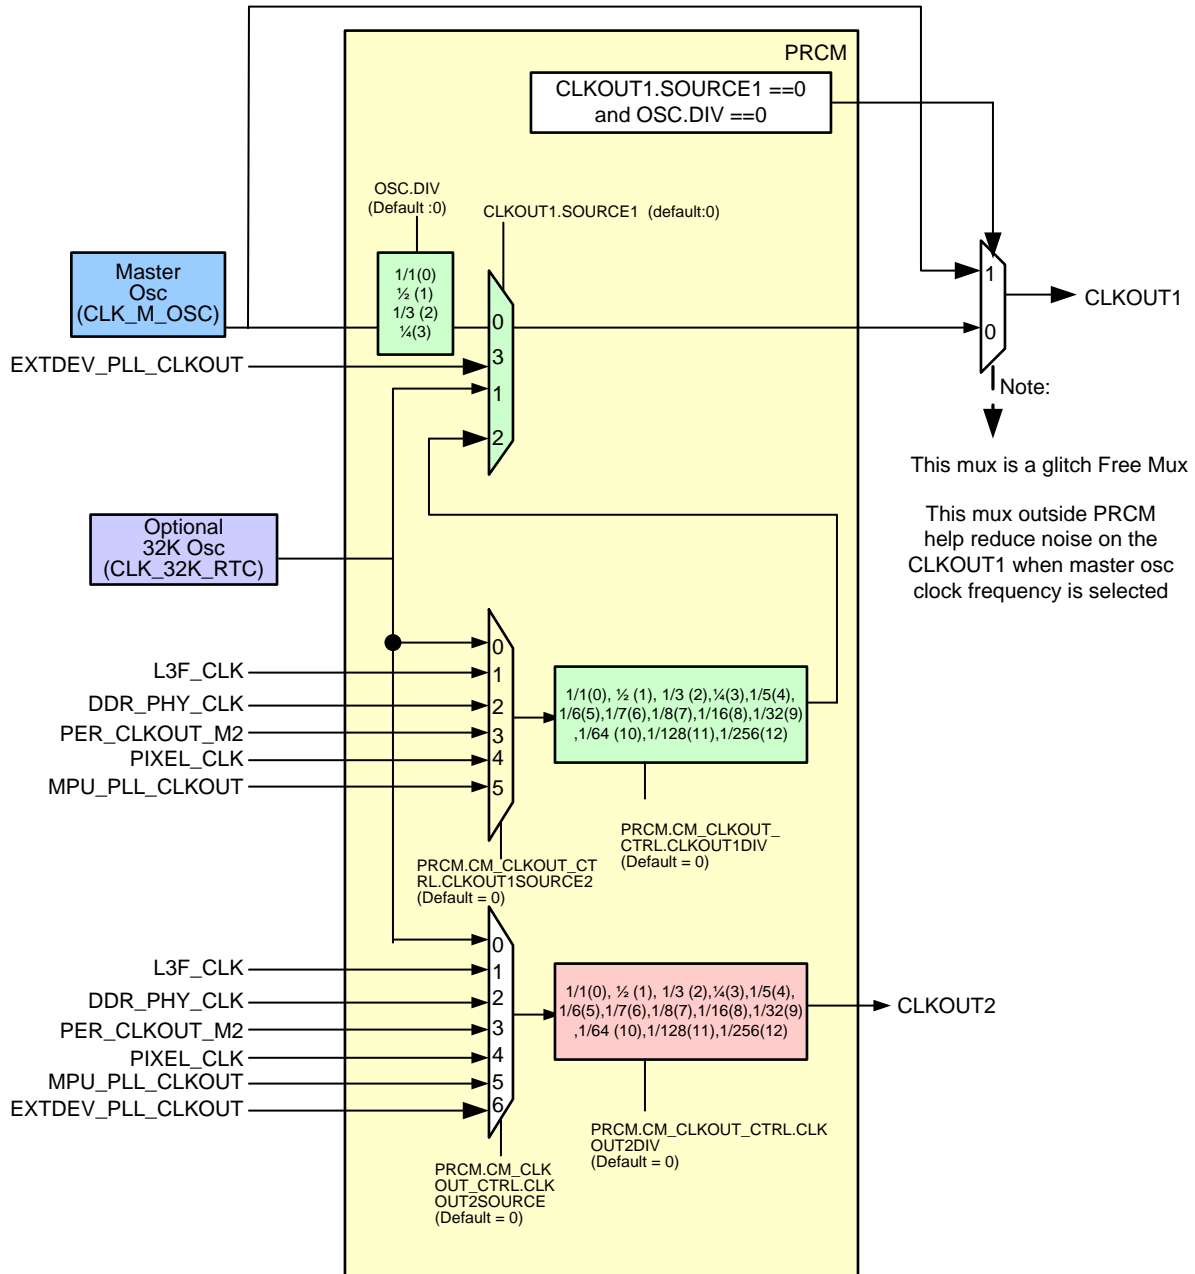 PRCM
CLKOUT1.SOURCE1 ==0
and OSC.DIV ==0
OSC.DIV
(Default :0)
CLKOUT1.SOURCE1 (default:0)
Master
Osc
(CLK_M_OSC)
1/1(0)
½ (1)
1/3 (2)
¼(3)
0
3
1
2
1
0
CLKOUT1
EXTDEV_PLL_CLKOUT
Note:
This mux is a glitch Free Mux
This mux outside PRCM
help reduce noise on the
CLKOUT1 when master osc
clock frequency is selected
Optional
32K Osc
(CLK_32K_RTC)
L3F_CLK
DDR_PHY_CLK
PER_CLKOUT_M2
PIXEL_CLK
MPU_PLL_CLKOUT
0
1
2
3
4
5
1/1(0), ½ (1), 1/3 (2),¼(3),1/5(4),
1/6(5),1/7(6),1/8(7),1/16(8),1/32(9)
,1/64 (10),1/128(11),1/256(12)
PRCM.CM_CLKOUT_
CTRL.CLKOUT1DIV
(Default = 0)
PRCM.CM_CLKOUT_CT
RL.CLKOUT1SOURCE2
(Default = 0)
L3F_CLK
DDR_PHY_CLK
PER_CLKOUT_M2
PIXEL_CLK
MPU_PLL_CLKOUT
EXTDEV_PLL_CLKOUT
0
1
2
3
4
5
6
1/1(0), ½ (1), 1/3 (2),¼(3),1/5(4),
1/6(5),1/7(6),1/8(7),1/16(8),1/32(9)
,1/64 (10),1/128(11),1/256(12)
CLKOUT2
PRCM.CM_CLKOUT_CTRL.CLK
OUT2DIV
(Default = 0)
PRCM.CM_CLK
OUT_CTRL.CLK
OUT2SOURCE
(Default = 0)